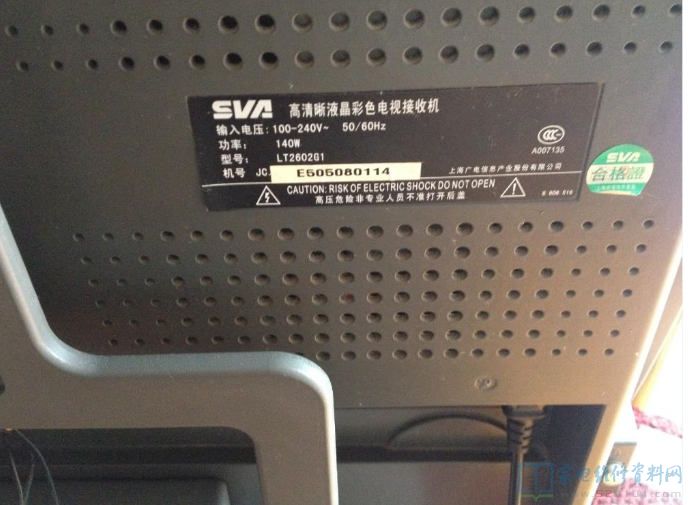 SVA 高清晰液晶彩色电视接收机
输入电压: 100-240V~ 50/60Hz
功率: 140W
型号: LT2602G1
机号 JC. E505080114
A007135
上海广电信息产业股份有限公司
CAUTION: RISK OF ELECTRIC SHOCK DO NOT OPEN
高压危险非专业人员不准打开后盖
SVA
合格證
家电维修资料网